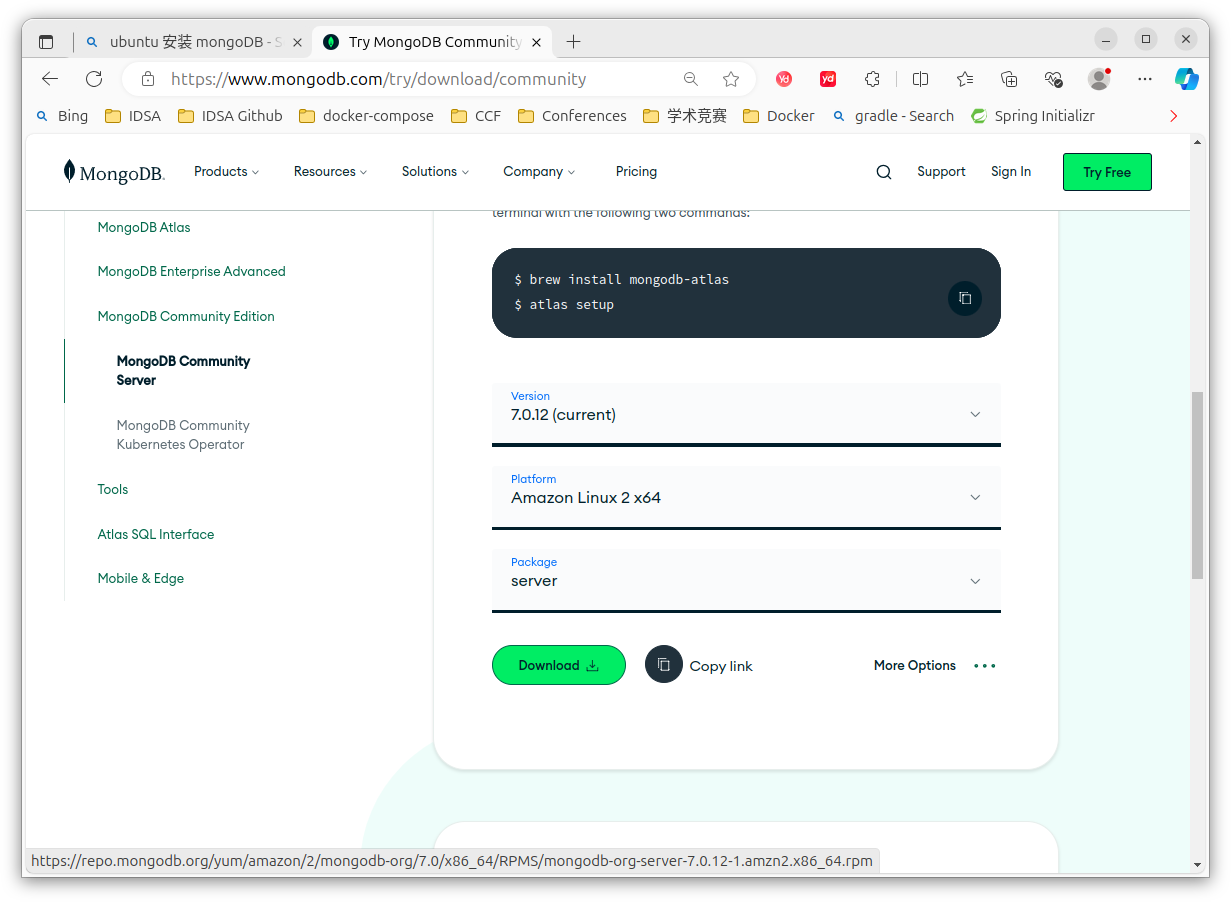 ubuntu 安装 mongoDB - S
Try MongoDB Community
https://www.mongodb.com/try/download/community
Bing
IDSA
IDSA Github
docker-compose
CCF
Conferences
学术竞赛
Docker
gradle - Search
Spring Initializr
MongoDB.
Products
Resources
Solutions
Company
Pricing
Support
Sign In
Try Free
MongoDB Atlas
MongoDB Enterprise Advanced
MongoDB Community Edition
MongoDB Community
Server
MongoDB Community
Kubernetes Operator
Tools
Atlas SQL Interface
Mobile & Edge
terminal with the following two commands:
$ brew install mongodb-atlas
$ atlas setup
Version
7.0.12 (current)
Platform
Amazon Linux 2 x64
Package
server
Download
Copy link
More Options
https://repo.mongodb.org/yum/amazon/2/mongodb-org/7.0/x86_64/RPMS/mongodb-org-server-7.0.12-1.amzn2.x86_64.rpm